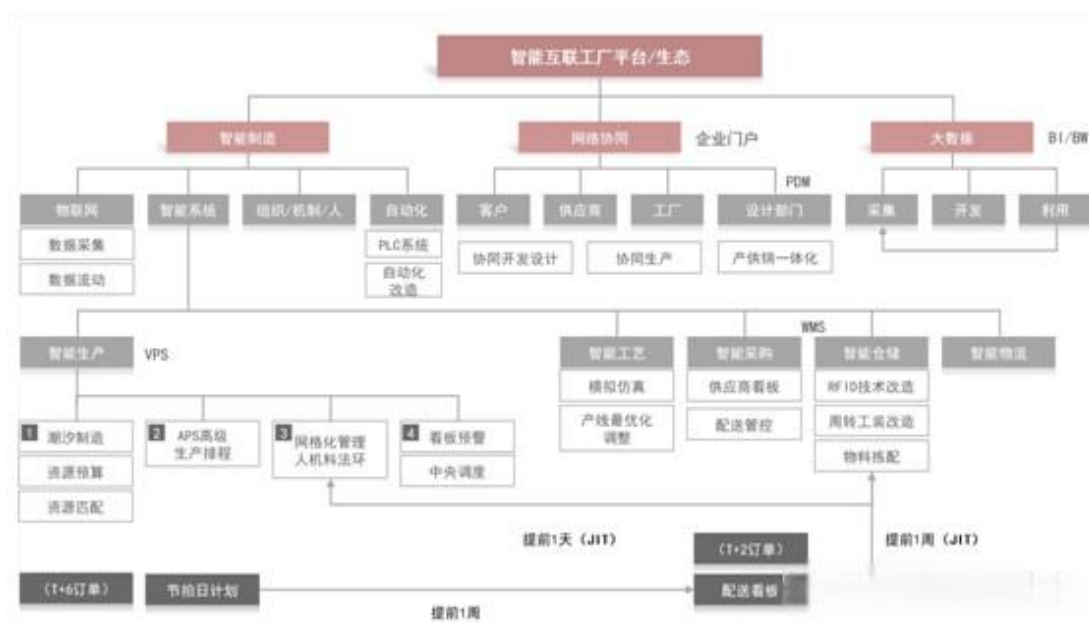 智能互联工厂平台/生态
智能制造
网络协同
企业门户
大数据
BI/BW
PDM
物联网
智能系统
组织/机制/人
自动化
客户
供应商
工厂
设计部门
采集
开发
利用
数据采集
数据流动
PLC系统
自动化
改造
协同开发设计
协同生产
产供销一体化
WMS
智能生产
VPS
智能工艺
智能采购
智能仓储
智能物流
模拟仿真
产线最优化
调整
供应商看板
配送管控
RFID技术改造
周转工装改造
物料拣配
1
潮汐制造
资源预算
资源匹配
2
APS高级
生产排程
3
网格化管理
人机料法环
4
看板预警
中央调度
提前1天（JIT）
提前1周（JIT）
（T+2订单）
（T+6订单）
节拍日计划
配送看板
提前1周